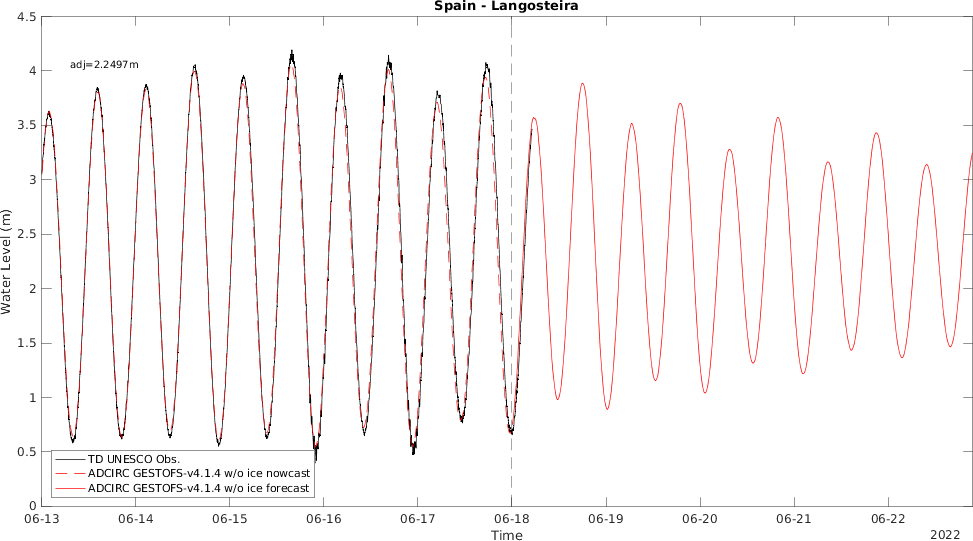 Spain - Langosteira
adj=2.2497m
4.5
4
3.5
3
2.5
2
1.5
1
0.5
0
Water Level (m)
TD UNESCO Obs.
ADCIRC GESTOFS-v4.1.4 w/o ice nowcast
ADCIRC GESTOFS-v4.1.4 w/o ice forecast
06-13 06-14 06-15 06-16 06-17 06-18 06-19 06-20 06-21 06-22
Time
2022